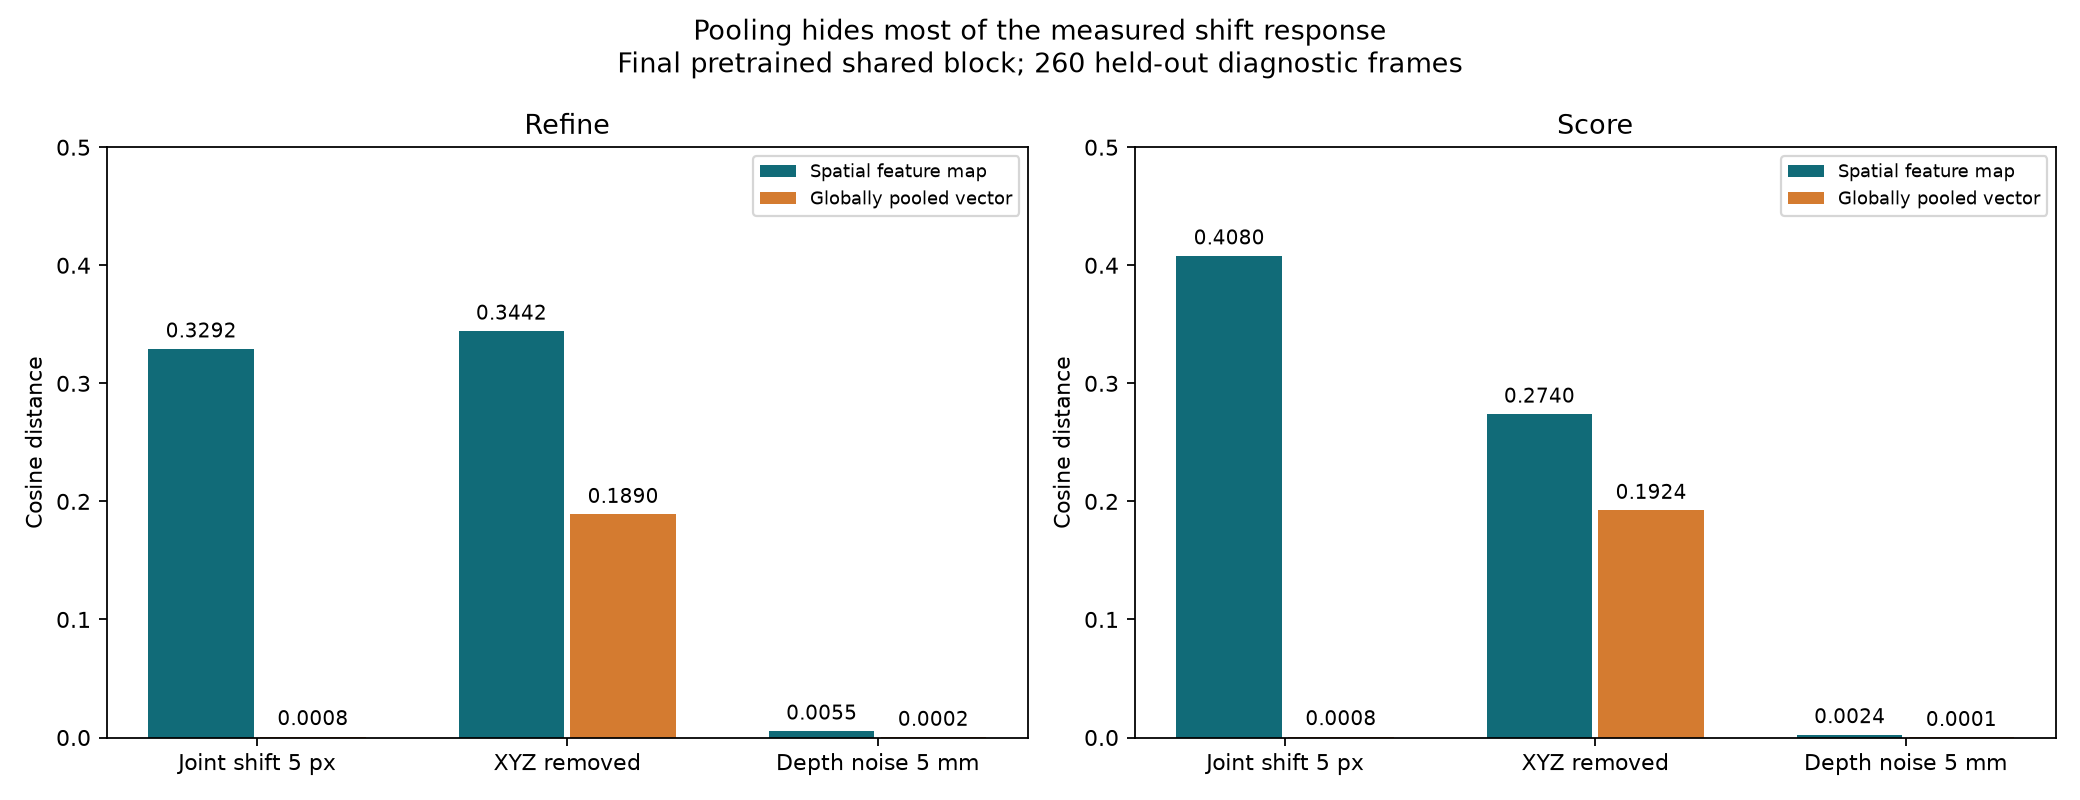 Pooling hides most of the measured shift response
Final pretrained shared block; 260 held-out diagnostic frames
Refine
Cosine distance
0.5
0.4
0.3
0.2
0.1
0.0
Spatial feature map
Globally pooled vector
0.3292
0.0008
0.3442
0.1890
0.0055
0.0002
Joint shift 5 px
XYZ removed
Depth noise 5 mm
Score
Cosine distance
0.5
0.4
0.3
0.2
0.1
0.0
Spatial feature map
Globally pooled vector
0.4080
0.0008
0.2740
0.1924
0.0024
0.0001
Joint shift 5 px
XYZ removed
Depth noise 5 mm